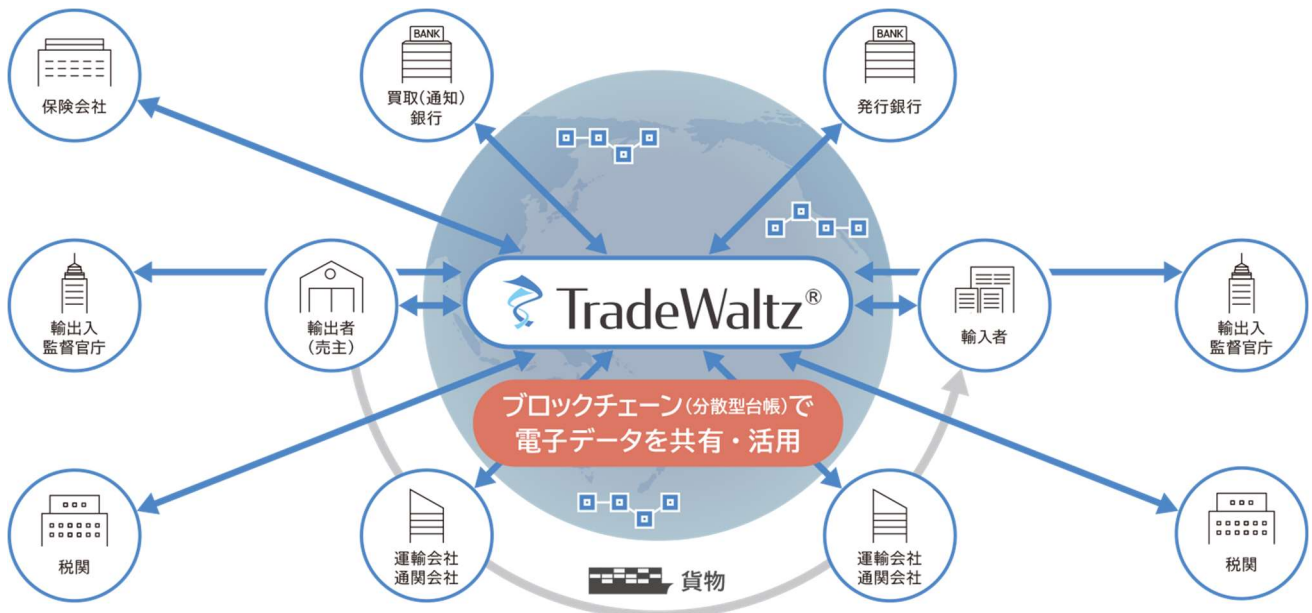 BANK
BANK
保険会社
買取(通知)
銀行
発行銀行
輸出入
監督官庁
輸出者
(売主)
TradeWaltz®
輸入者
輸出入
監督官庁
ブロックチェーン(分散型台帳)で
電子データを共有・活用
税関
運輸会社
通関会社
貨物
運輸会社
通関会社
税関